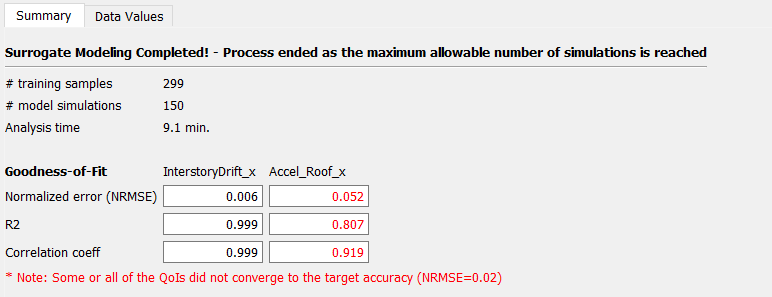 Summary Data Values
Surrogate Modeling Completed! - Process ended as the maximum allowable number of simulations is reached
# training samples 299
# model simulations 150
Analysis time 9.1 min.
Goodness-of-Fit InterstoryDrift_x Accel_Roof_x
Normalized error (NRMSE) 0.006 0.052
R2 0.999 0.807
Correlation coeff 0.999 0.919
* Note: Some or all of the QoIs did not converge to the target accuracy (NRMSE=0.02)